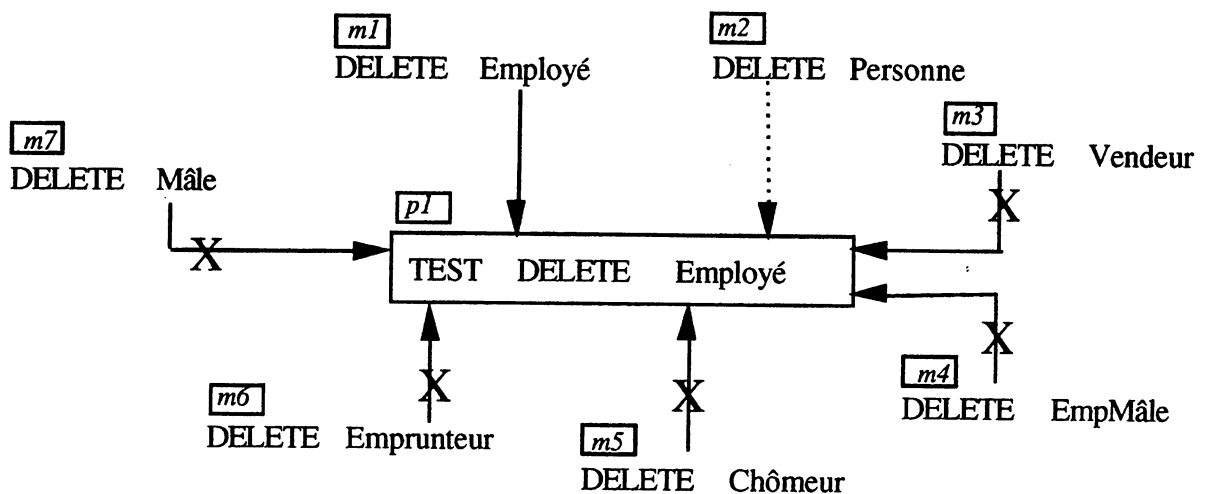 m1
DELETE Employé
m2
DELETE Personne
m3
DELETE Vendeur
m7
DELETE Mâle
p1
TEST DELETE Employé
m4
DELETE EmpMâle
m6
DELETE Emprunteur
m5
DELETE Chômeur